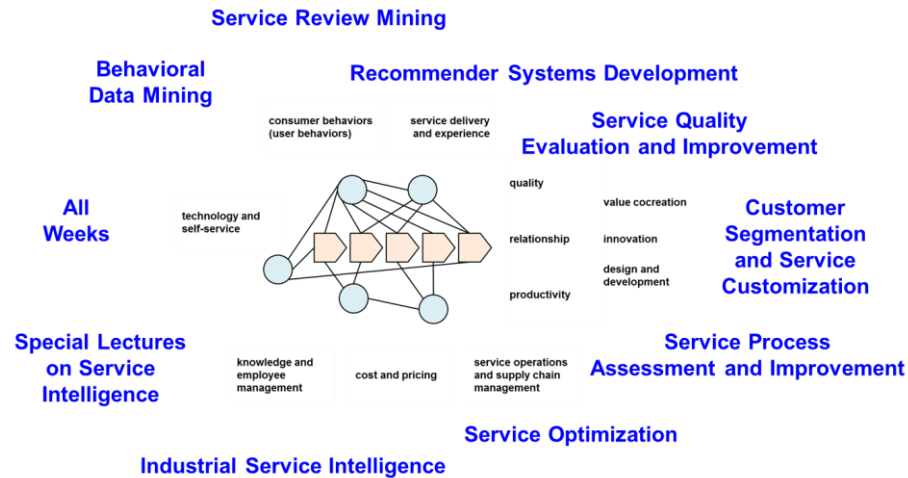 Service Review Mining
Behavioral
Data Mining
Recommender Systems Development
consumer behaviors
(user behaviors)
service delivery
and experience
Service Quality
Evaluation and Improvement
quality
value cocreation
All
Weeks
technology and
self-service
relationship
innovation
Customer
Segmentation
and Service
Customization
design and
development
productivity
Special Lectures
on Service
Intelligence
knowledge and
employee
management
cost and pricing
service operations
and supply chain
management
Service Process
Assessment and Improvement
Service Optimization
Industrial Service Intelligence